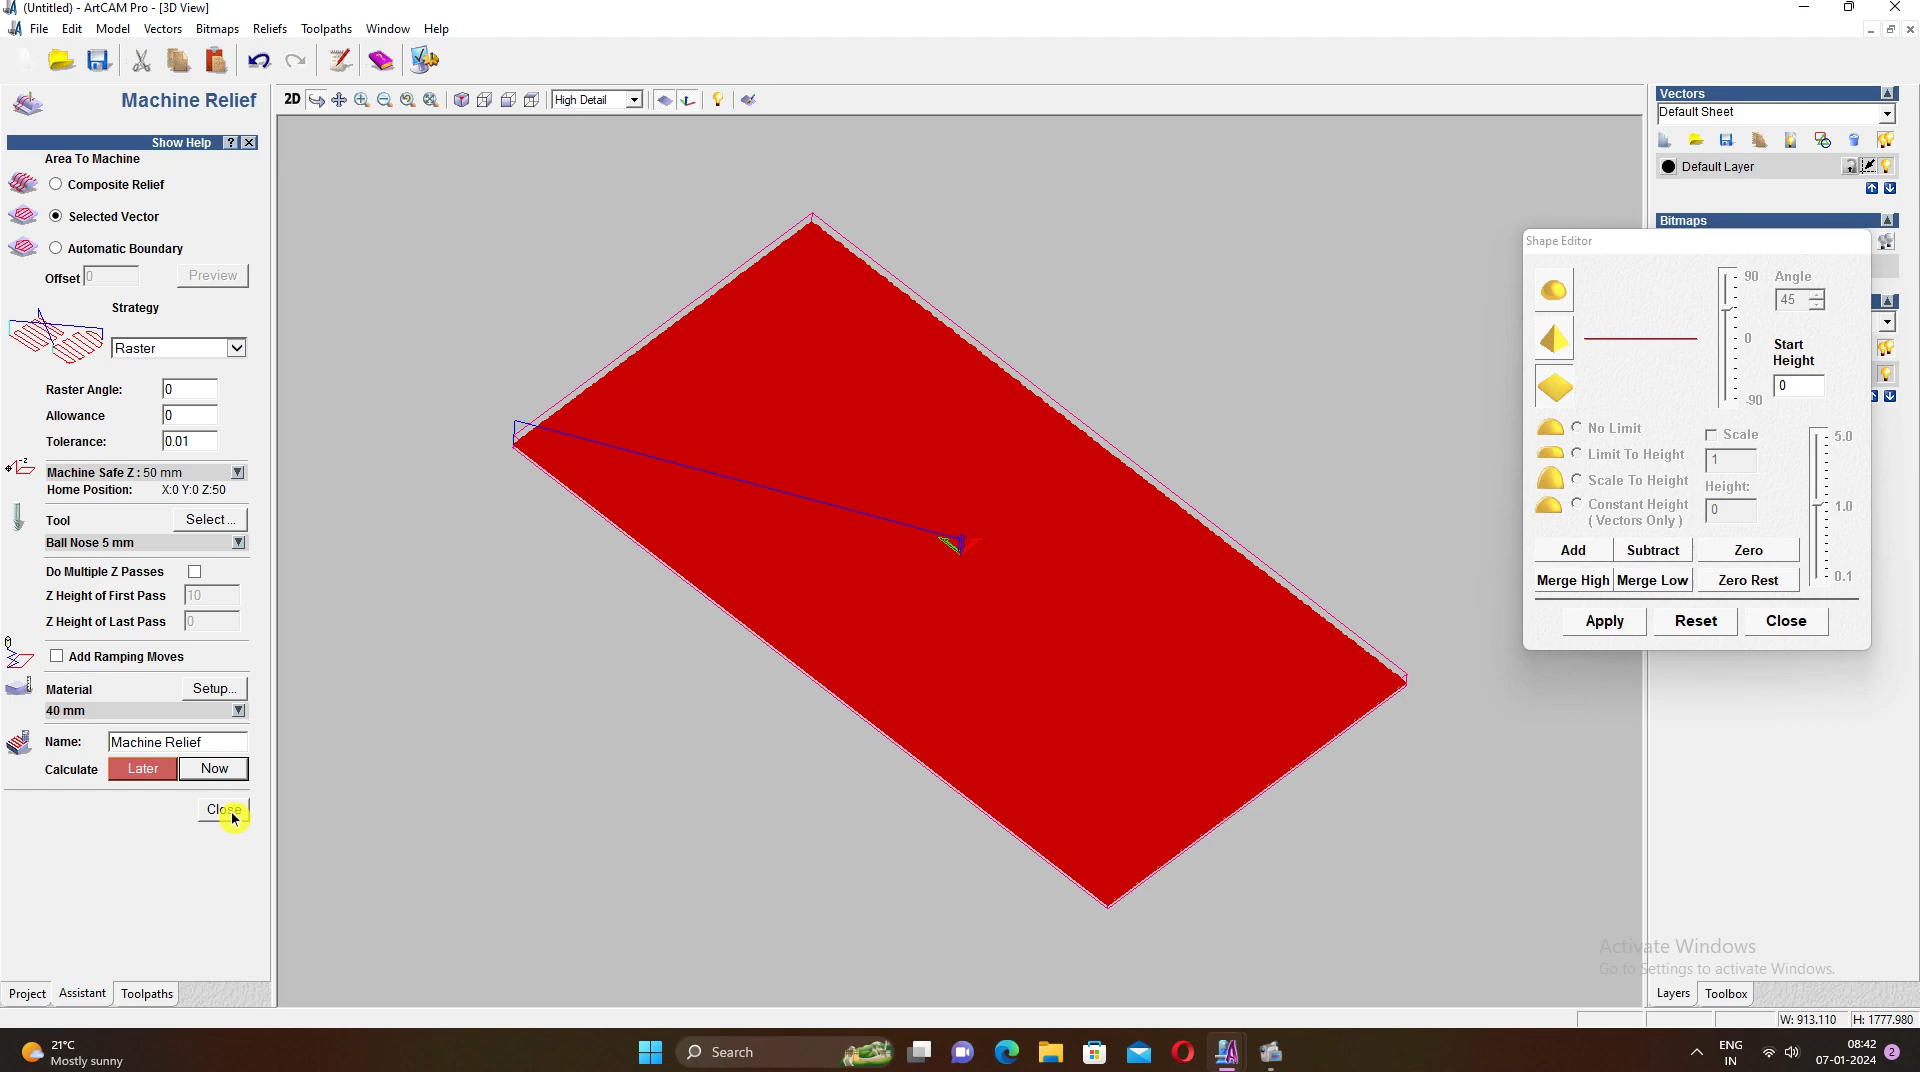 (Untitled) - ArtCAM Pro - [3D View]
File Edit Model Vectors Bitmaps Reliefs Toolpaths Window Help
Machine Relief
2D High Detail
Show Help ?
Area To Machine
Composite Relief
Selected Vector
Automatic Boundary
Offset 0 Preview
Strategy
Raster
Raster Angle: 0
Allowance 0
Tolerance: 0.01
Machine Safe Z : 50 mm
Home Position: X:0 Y:0 Z:50
Tool Select ...
Ball Nose 5 mm
Do Multiple Z Passes
Z Height of First Pass 10
Z Height of Last Pass 0
Add Ramping Moves
Material Setup...
40 mm
Name: Machine Relief
Calculate Later Now
Close
Project Assistant Toolpaths
Vectors
Default Sheet
Default Layer
Bitmaps
Shape Editor
90 Angle
45
0 Start
Height
0
-90
No Limit Scale 5.0
Limit To Height 1
Scale To Height Height:
Constant Height 0 1.0
( Vectors Only )
Add Subtract Zero
Merge High Merge Low Zero Rest 0.1
Apply Reset Close
Activate Windows
Go to Settings to activate Windows.
Layers Toolbox
W: 913.110 H: 1777.980
21°C
Mostly sunny
Search
ENG
IN
08:42
07-01-2024
2